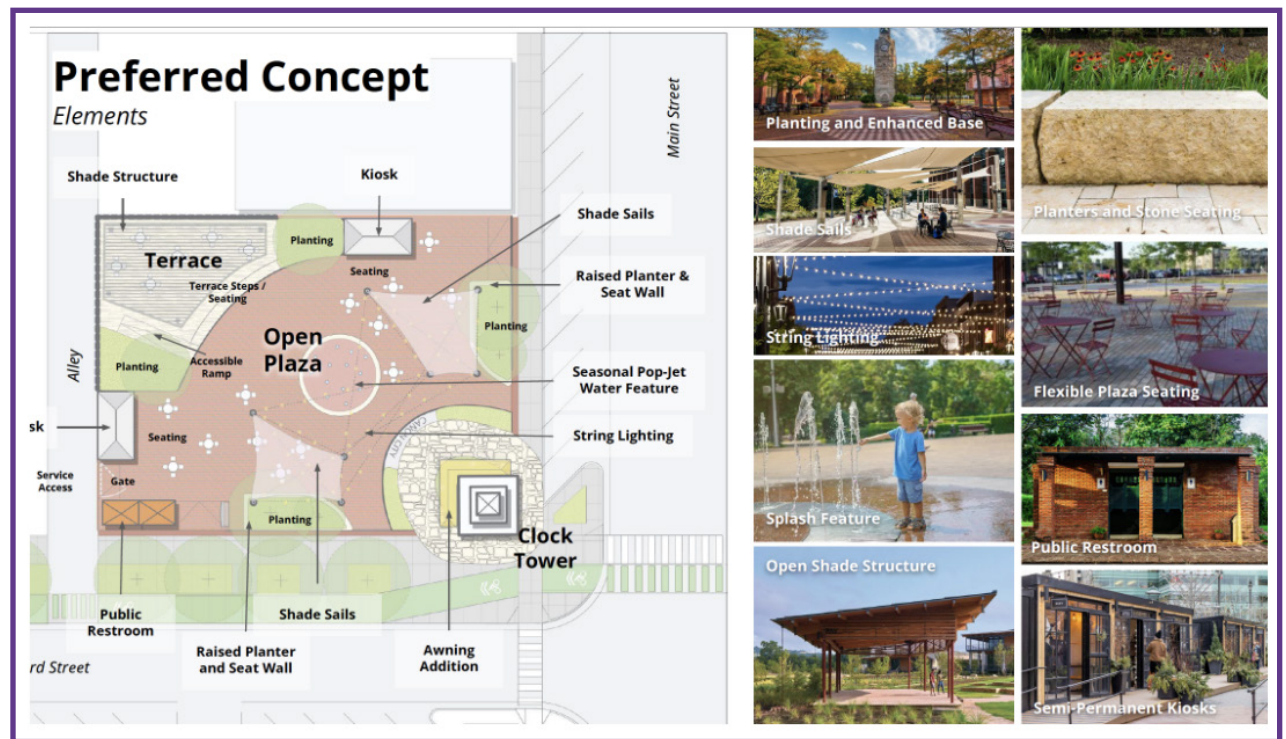 Preferred Concept
Elements
Main Street
Shade Structure
Kiosk
Shade Sails
Planting
Terrace
Seating
Terrace Steps /
Seating
Raised Planter &
Seat Wall
Planting
Open
Plaza
Alley
Accessible
Ramp
Planting
Seasonal Pop-Jet
Water Feature
sk
Seating
String Lighting
Service
Access
Gate
Planting
Clock
Tower
Public
Restroom
Shade Sails
Raised Planter
and Seat Wall
Awning
Addition
rd Street
Planting and Enhanced Base
Shade Sails
String Lighting
Splash Feature
Open Shade Structure
Planters and Stone Seating
Flexible Plaza Seating
Public Restroom
Semi-Permanent Kiosks